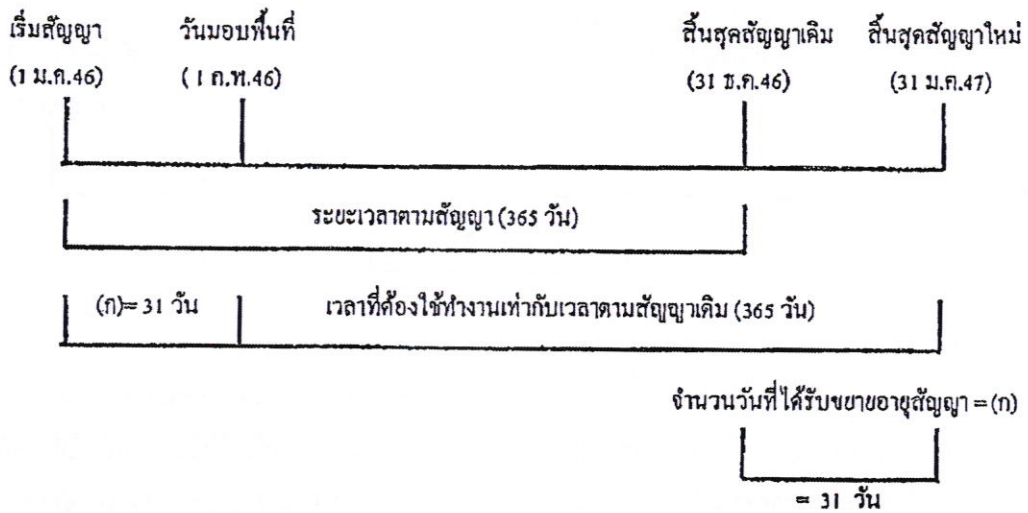 เริ่มสัญญา วันมอบพื้นที่ สิ้นสุดสัญญาเดิม สิ้นสุดสัญญาใหม่
(1 ม.ค.46) ( 1 ก.พ.46) (31 ธ.ค.46) (31 ม.ค.47)
ระยะเวลาตามสัญญา (365 วัน)
(ก)= 31 วัน เวลาที่ต้องใช้ทำงานเท่ากับเวลาตามสัญญาเดิม (365 วัน)
จำนวนวันที่ได้รับขยายอายุสัญญา = (ก)
= 31 วัน